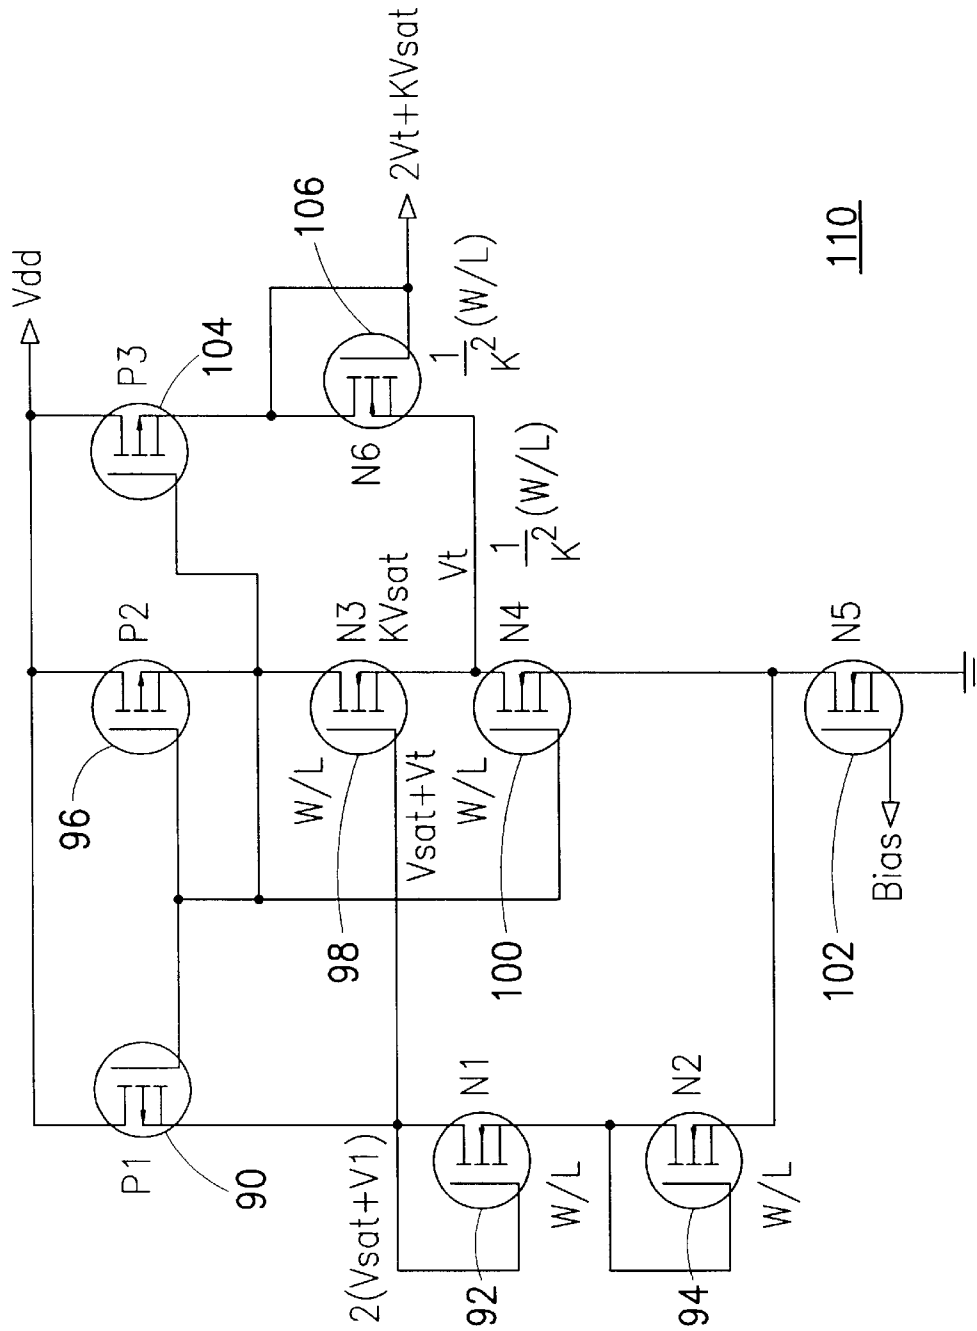 Vdd
P1
90
96
P2
P3
104
106
2Vt+KVsat
N6
1/K²(W/L)
2(Vsat+V1)
98
W/L
N3
KVsat
Vt
1/K²(W/L)
Vsat+Vt
W/L
N4
100
92
N1
W/L
94
N2
W/L
102
N5
Bias
110